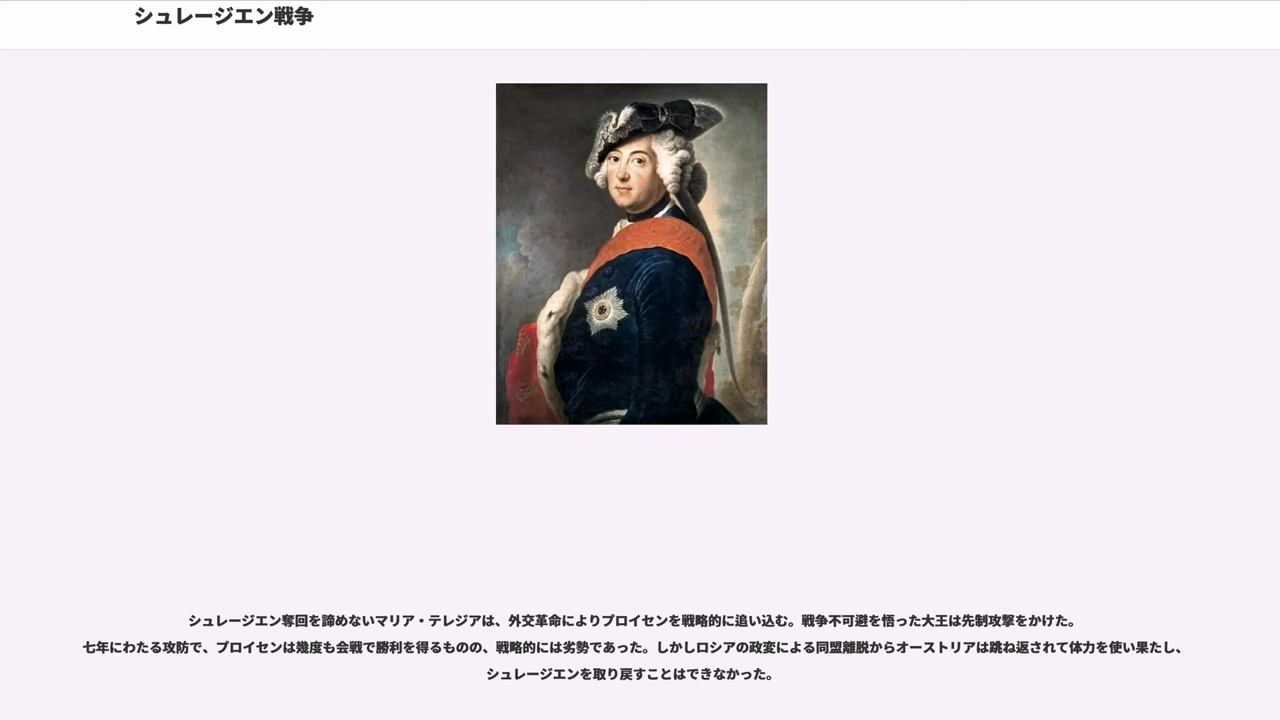 シュレージエン戦争
シュレージエン奪回を諦めないマリア・テレジアは、外交革命によりプロイセンを戦略的に追い込む。戦争不可避を悟った大王は先制攻撃をかけた。
七年にわたる攻防で、プロイセンは幾度も会戦で勝利を得るものの、戦略的には劣勢であった。しかしロシアの政変による同盟離脱からオーストリアは跳ね返されて体力を使い果たし、
シュレージエンを取り戻すことはできなかった。